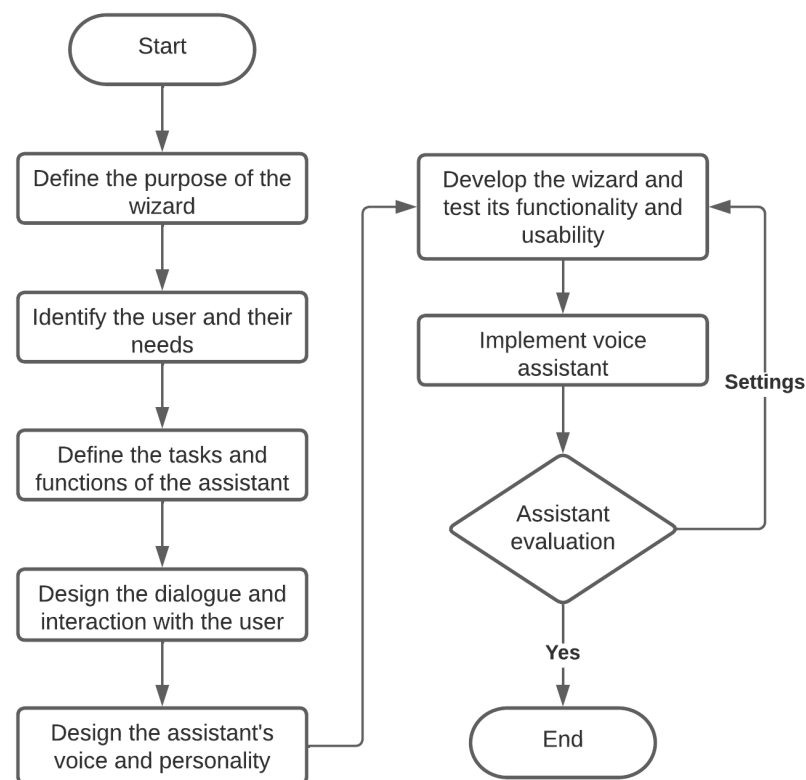 Start
Define the purpose of the
wizard
Identify the user and their
needs
Define the tasks and
functions of the assistant
Design the dialogue and
interaction with the user
Design the assistant's
voice and personality
Develop the wizard and
test its functionality and
usability
Implement voice
assistant
Settings
Assistant
evaluation
Yes
End